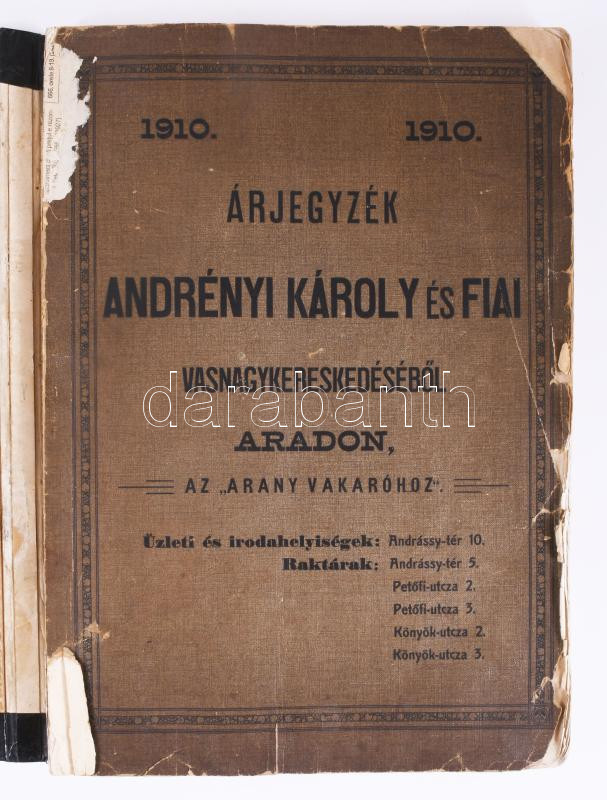 1910. 1910.
ÁRJEGYZÉK
ANDRÉNYI KÁROLY ÉS FIAI
VASNAGYKERESKEDÉSÉBŐL
darabanth
ARADON,
AZ „ARANY VAKARÓHOZ".
Üzleti és irodahelyiségek: Andrássy-tér 10.
Raktárak: Andrássy-tér 5.
Petőfi-utcza 2.
Petőfi-utcza 3.
Könyök-utcza 2.
Könyök-utcza 3.